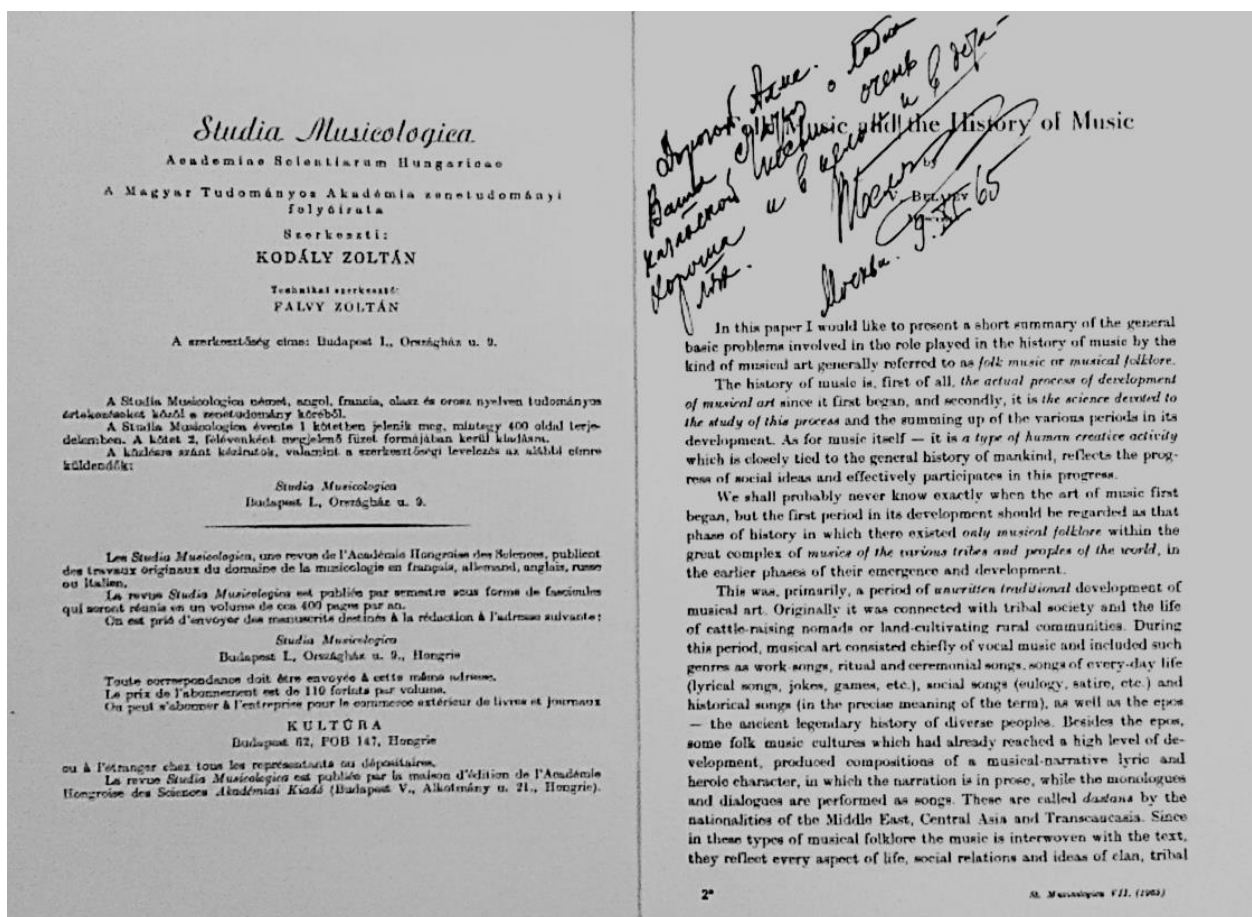 Studia Musicologica
Academiae Scientiarum Hungaricae
A Magyar Tudományos Akadémia zenetudományi
folyóirata
Szerkeszti:
KODÁLY ZOLTÁN
Technikai szerkesztő:
FALVY ZOLTÁN
A szerkesztőség címe: Budapest I., Országház u. 9.
A Studia Musicologica német, angol, francia, olasz és orosz nyelven tudományos
értekezéseket közöl a zenetudomány köréből.
A Studia Musicologica évente 1 kötetben jelenik meg, mintegy 400 oldal terje-
delemben. A kötet 2, félévenként megjelenő füzet formájában kerül kiadásra.
A közlésre szánt kéziratok, valamint a szerkesztőségi levelezés az alábbi címre
küldendők:
Studia Musicologica
Budapest I., Országház u. 9.
Les Studia Musicologica, une revue de l'Académie Hongroise des Sciences, publient
des travaux originaux du domaine de la musicologie en français, allemand, anglais, russe
ou italien.
La revue Studia Musicologica est publiée par semestre sous forme de fascicules
qui seront réunis en un volume de cca 400 pages par an.
On est prié d'envoyer des manuscrits destinés à la rédaction à l'adresse suivante:
Studia Musicologica
Budapest I., Országház u. 9., Hongrie
Toute correspondance doit être envoyée à cette même adresse.
Le prix de l'abonnement est de 110 forints par volume.
On peut s'abonner à l'entreprise pour le commerce extérieur de livres et journaux
KULTÚRA
Budapest 62, POB 147, Hongrie
ou à l'étranger chez tous les représentants ou dépositaires.
La revue Studia Musicologica est publiée par la maison d'édition de l'Académie
Hongroise des Sciences Akadémiai Kiadó (Budapest V., Alkotmány u. 21., Hongrie).
Дорогой Алма.
Ваша о
казахской очень
хороша и в целом и в дета-
лях.
Москва. 9.XI 65
Music and the History of Music
by
V. BELIAEV
In this paper I would like to present a short summary of the general
basic problems involved in the role played in the history of music by the
kind of musical art generally referred to as folk music or musical folklore.
The history of music is, first of all, the actual process of development
of musical art since it first began, and secondly, it is the science devoted to
the study of this process and the summing up of the various periods in its
development. As for music itself — it is a type of human creative activity
which is closely tied to the general history of mankind, reflects the prog-
ress of social ideas and effectively participates in this progress.
We shall probably never know exactly when the art of music first
began, but the first period in its development should be regarded as that
phase of history in which there existed only musical folklore within the
great complex of musics of the various tribes and peoples of the world, in
the earlier phases of their emergence and development.
This was, primarily, a period of unwritten traditional development of
musical art. Originally it was connected with tribal society and the life
of cattle-raising nomads or land-cultivating rural communities. During
this period, musical art consisted chiefly of vocal music and included such
genres as work-songs, ritual and ceremonial songs, songs of every-day life
(lyrical songs, jokes, games, etc.), social songs (eulogy, satire, etc.) and
historical songs (in the precise meaning of the term), as well as the epos
— the ancient legendary history of diverse peoples. Besides the epos,
some folk music cultures which had already reached a high level of de-
velopment, produced compositions of a musical-narrative lyric and
heroic character, in which the narration is in prose, while the monologues
and dialogues are performed as songs. These are called dastans by the
nationalities of the Middle East, Central Asia and Transcaucasia. Since
in these types of musical folklore the music is interwoven with the text,
they reflect every aspect of life, social relations and ideas of clan, tribal
2*
St. Musicologica VII. (1965)